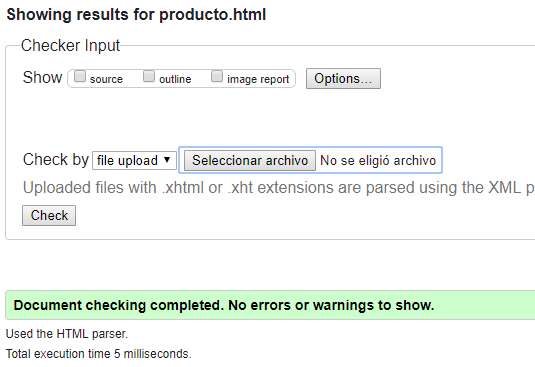 Showing results for producto.html
Checker Input
Show source outline image report Options...
Check by file upload Seleccionar archivo No se eligió archivo
Uploaded files with .xhtml or .xht extensions are parsed using the XML p
Check
Document checking completed. No errors or warnings to show.
Used the HTML parser.
Total execution time 5 milliseconds.